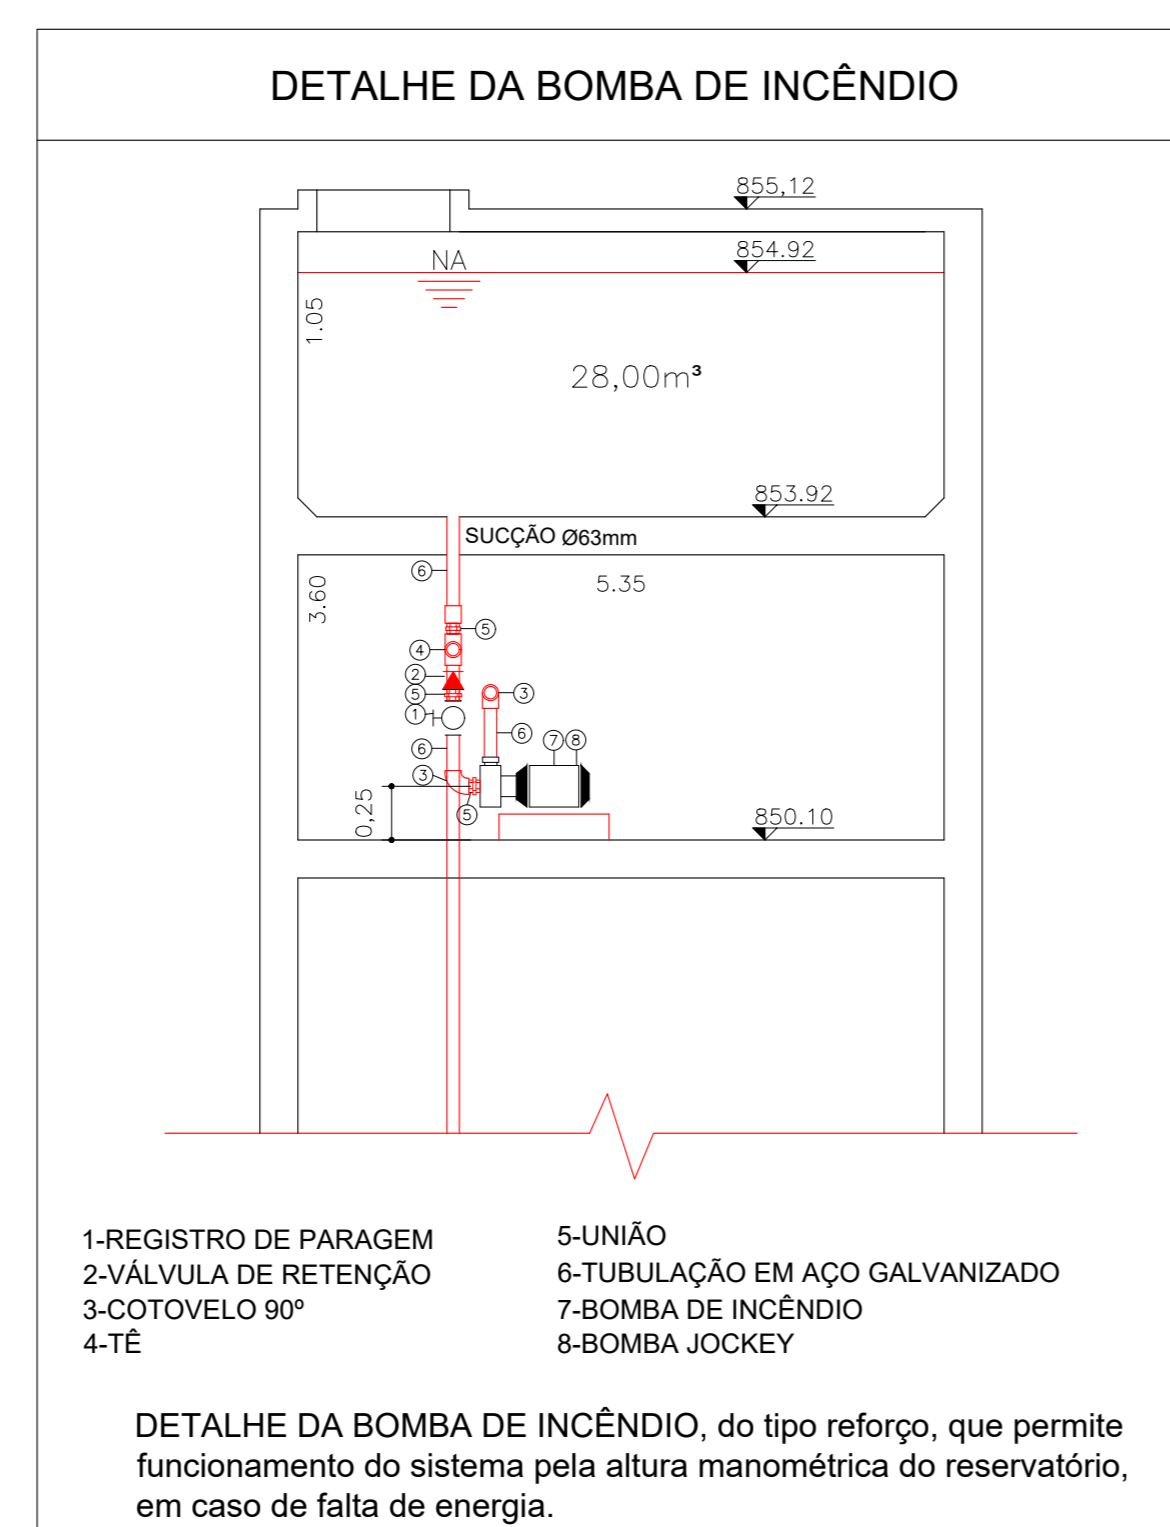 DETALHE DA BOMBA DE INCÊNDIO
855,12
854.92
NA
1.05
28,00m³
853.92
SUCÇÃO Ø63mm
6
3.60
5.35
5
4
2
5
3
1
6
6
7
8
3
0,25
5
850.10
1-REGISTRO DE PARAGEM
2-VÁLVULA DE RETENÇÃO
3-COTOVELO 90º
4-TÊ
5-UNIÃO
6-TUBULAÇÃO EM AÇO GALVANIZADO
7-BOMBA DE INCÊNDIO
8-BOMBA JOCKEY
DETALHE DA BOMBA DE INCÊNDIO, do tipo reforço, que permite
funcionamento do sistema pela altura manométrica do reservatório,
em caso de falta de energia.